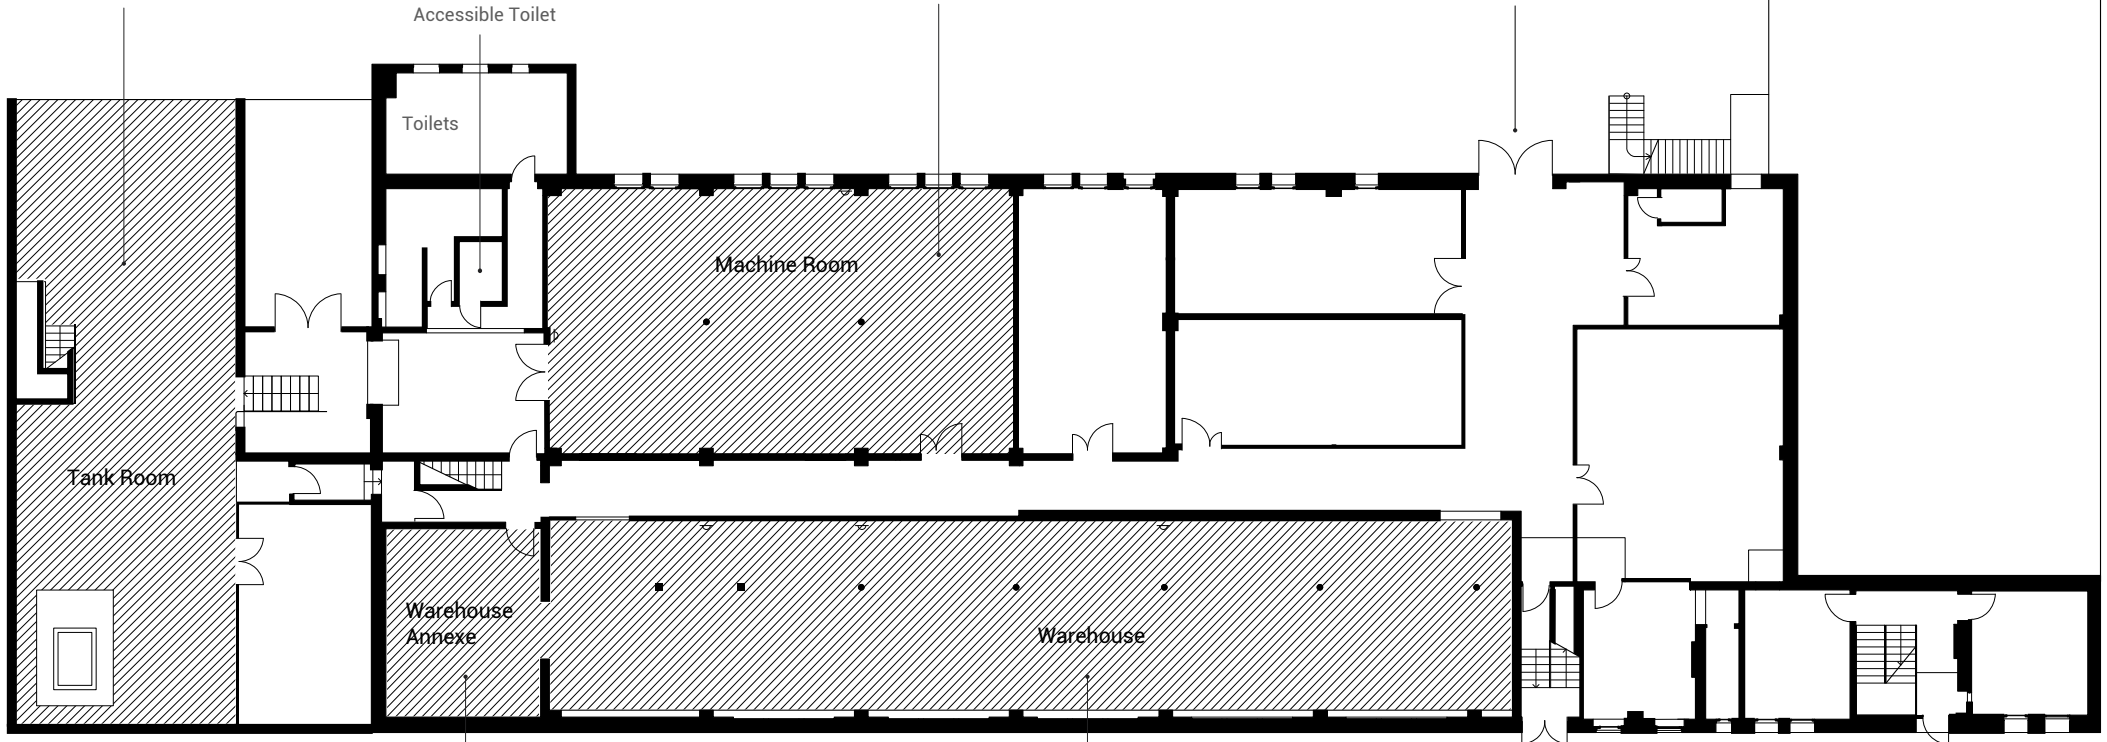 Accessible Toilet
Toilets
Machine Room
Tank Room
Warehouse
Annexe
Warehouse